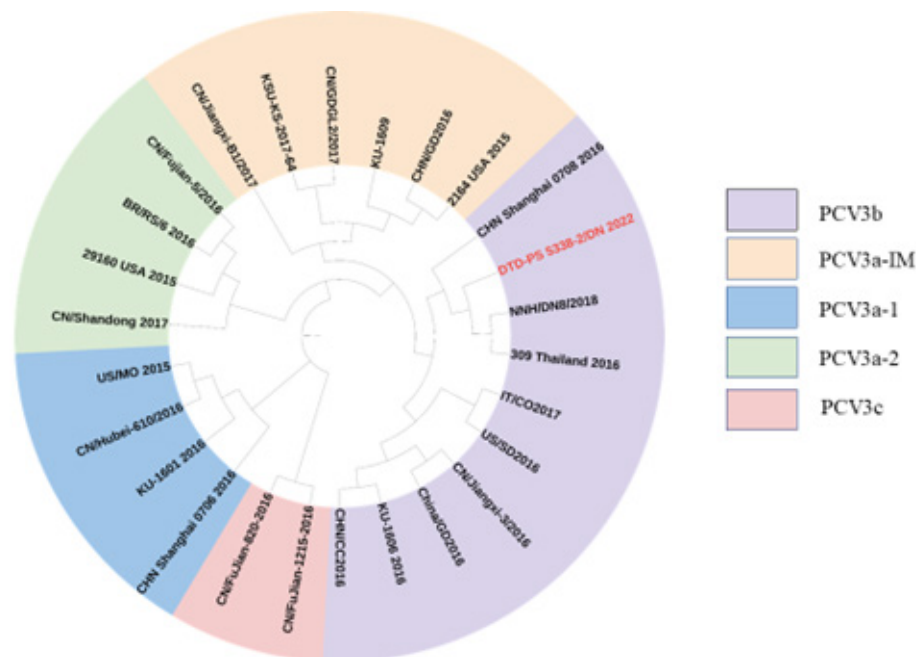 CN/Jiangxi-B1/2017
KSU-KS-2017-64
CN/GDGL2/2017
KU-1609
CHN/GD2016
2164 USA 2015
CHN Shanghai 0708 2016
DTD-PS 5338-2/DN 2022
NNH/DNB/2018
309 Thailand 2016
IT/CO2017
US/SD2016
CN/Jiangxi-3/2016
China/GD2016
KU-1606 2016
CHN/CC2016
CN/FuJian-1215-2016
CN/FuJian-820-2016
CHN Shanghai 0706 2016
KU-1601 2016
CN/Hubei-610/2016
US/MO 2015
CN/Shandong 2017
29160 USA 2015
BR/RS/6 2016
CN/Fujian-5/2016
PCV3b
PCV3a-IM
PCV3a-1
PCV3a-2
PCV3c